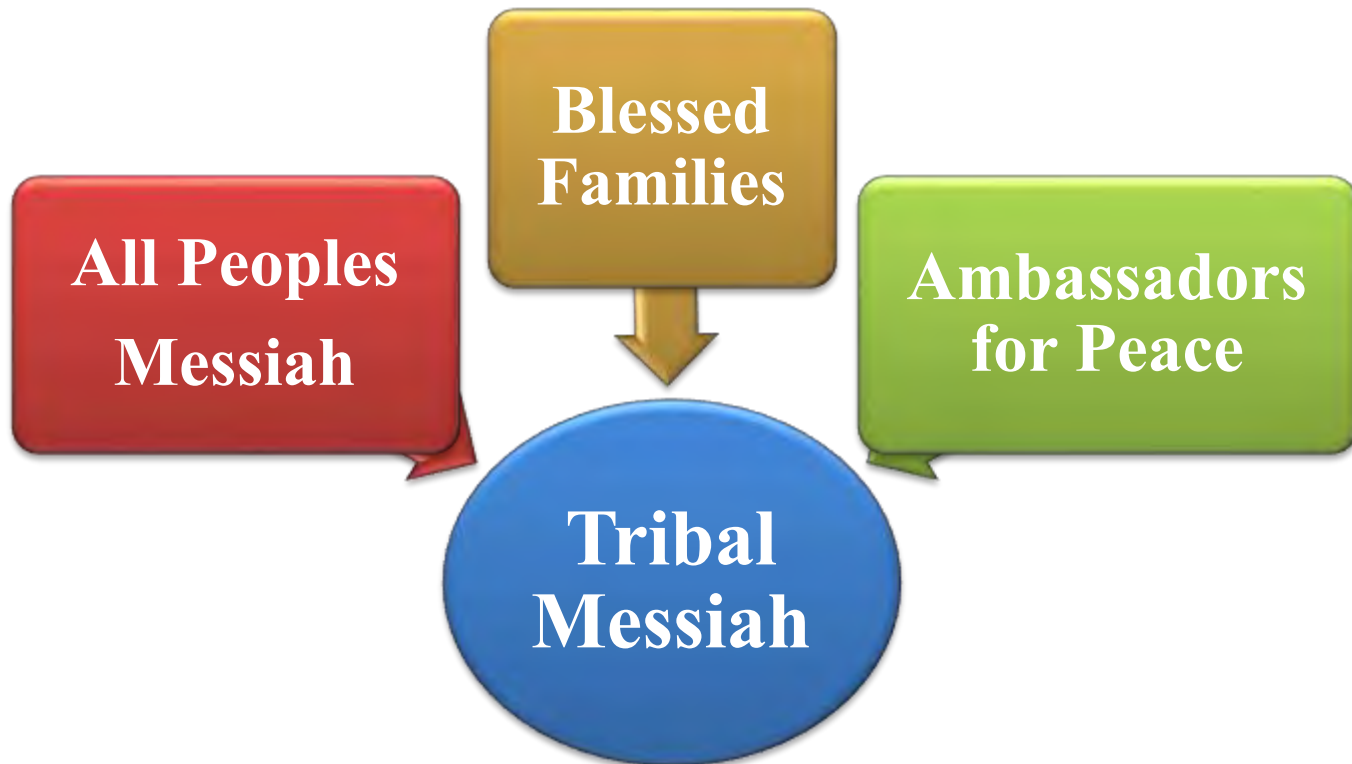 Blessed
Families
All Peoples
Messiah
Ambassadors
for Peace
Tribal
Messiah